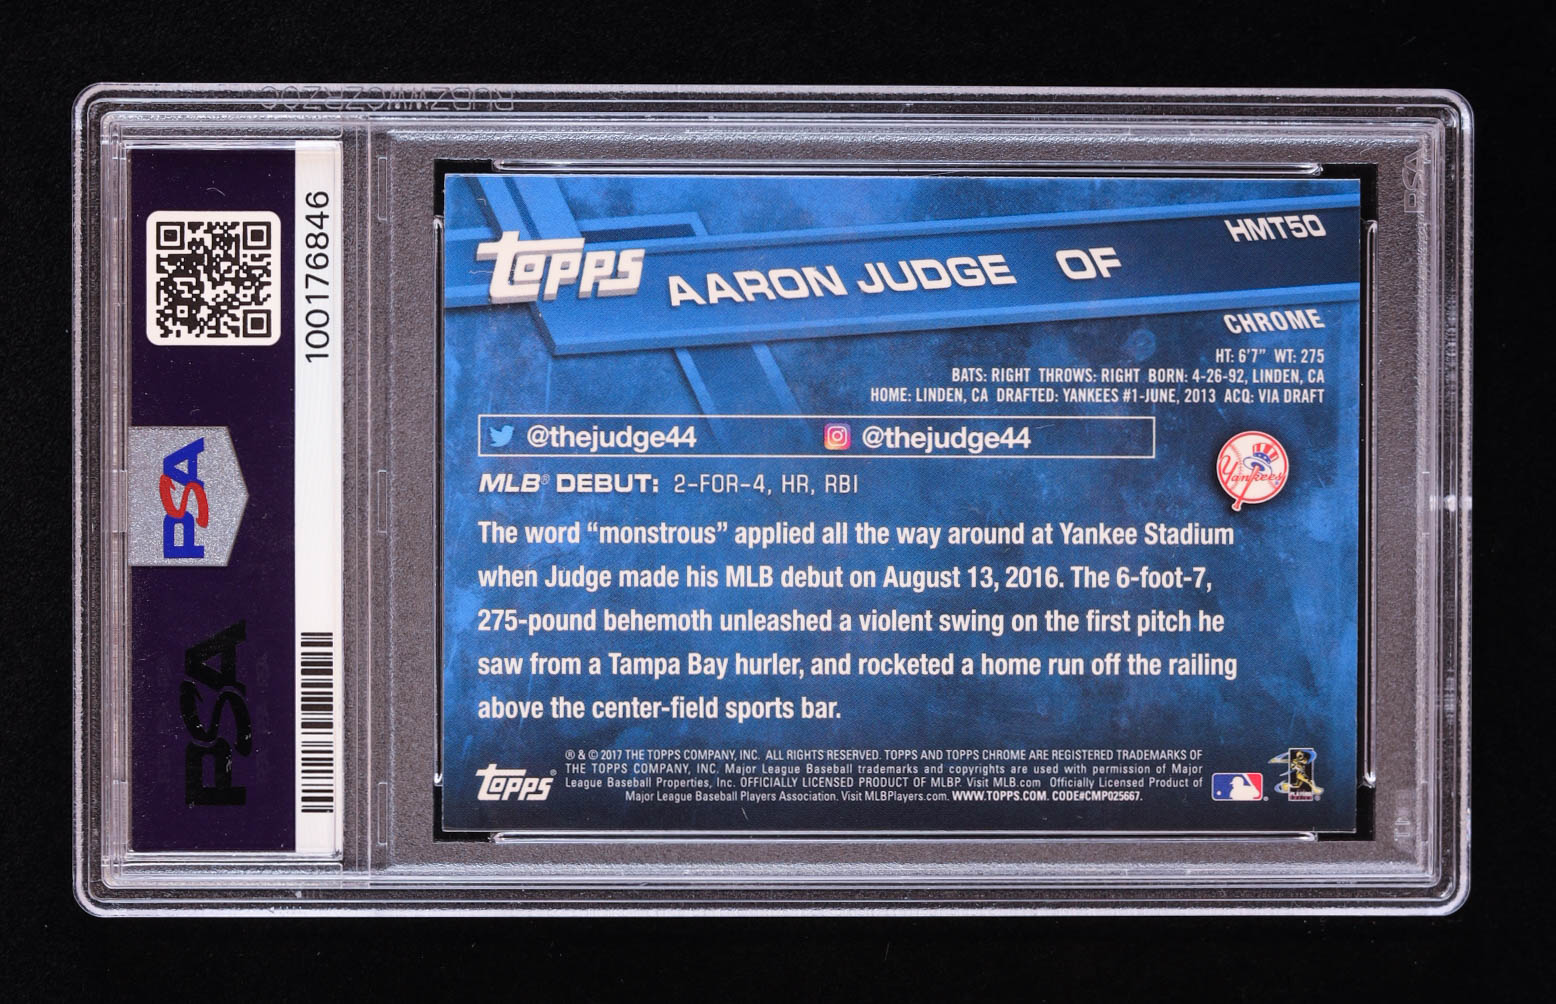 100176846
PSA
PSA
topps AARON JUDGE OF
HMT50
CHROME
HT: 6'7" WT: 275
BATS: RIGHT THROWS: RIGHT BORN: 4-26-92, LINDEN, CA
HOME: LINDEN, CA DRAFTED: YANKEES #1-JUNE, 2013 ACQ: VIA DRAFT
@thejudge44 @thejudge44
Yankees
MLB® DEBUT: 2-FOR-4, HR, RBI
The word “monstrous” applied all the way around at Yankee Stadium
when Judge made his MLB debut on August 13, 2016. The 6-foot-7,
275-pound behemoth unleashed a violent swing on the first pitch he
saw from a Tampa Bay hurler, and rocketed a home run off the railing
above the center-field sports bar.
® & © 2017 THE TOPPS COMPANY, INC. ALL RIGHTS RESERVED. TOPPS AND TOPPS CHROME ARE REGISTERED TRADEMARKS OF
THE TOPPS COMPANY, INC. Major League Baseball trademarks and copyrights are used with permission of Major
League Baseball Properties, Inc. OFFICIALLY LICENSED PRODUCT OF MLBP. Visit MLB.com Officially Licensed Product of
Major League Baseball Players Association. Visit MLBPlayers.com. WWW.TOPPS.COM. CODE#CMP025667.
topps®